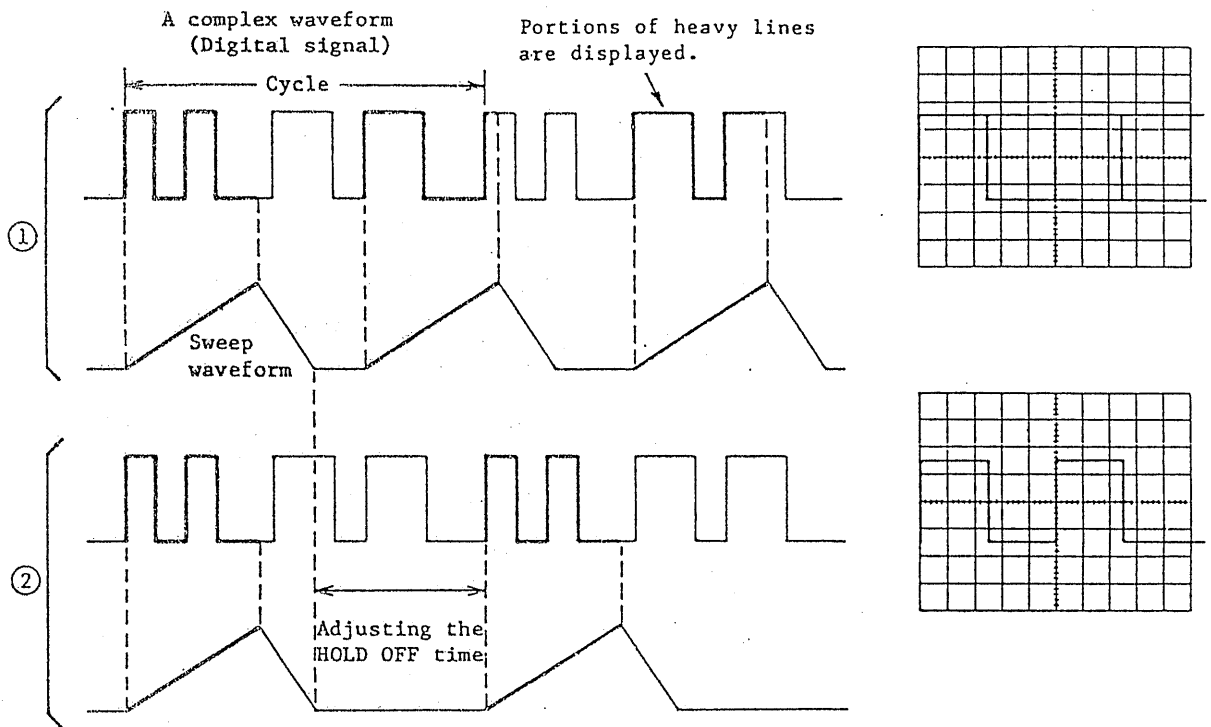 A complex waveform
(Digital signal)
Portions of heavy lines
are displayed.
Cycle
①
Sweep
waveform
②
Adjusting the
HOLD OFF time